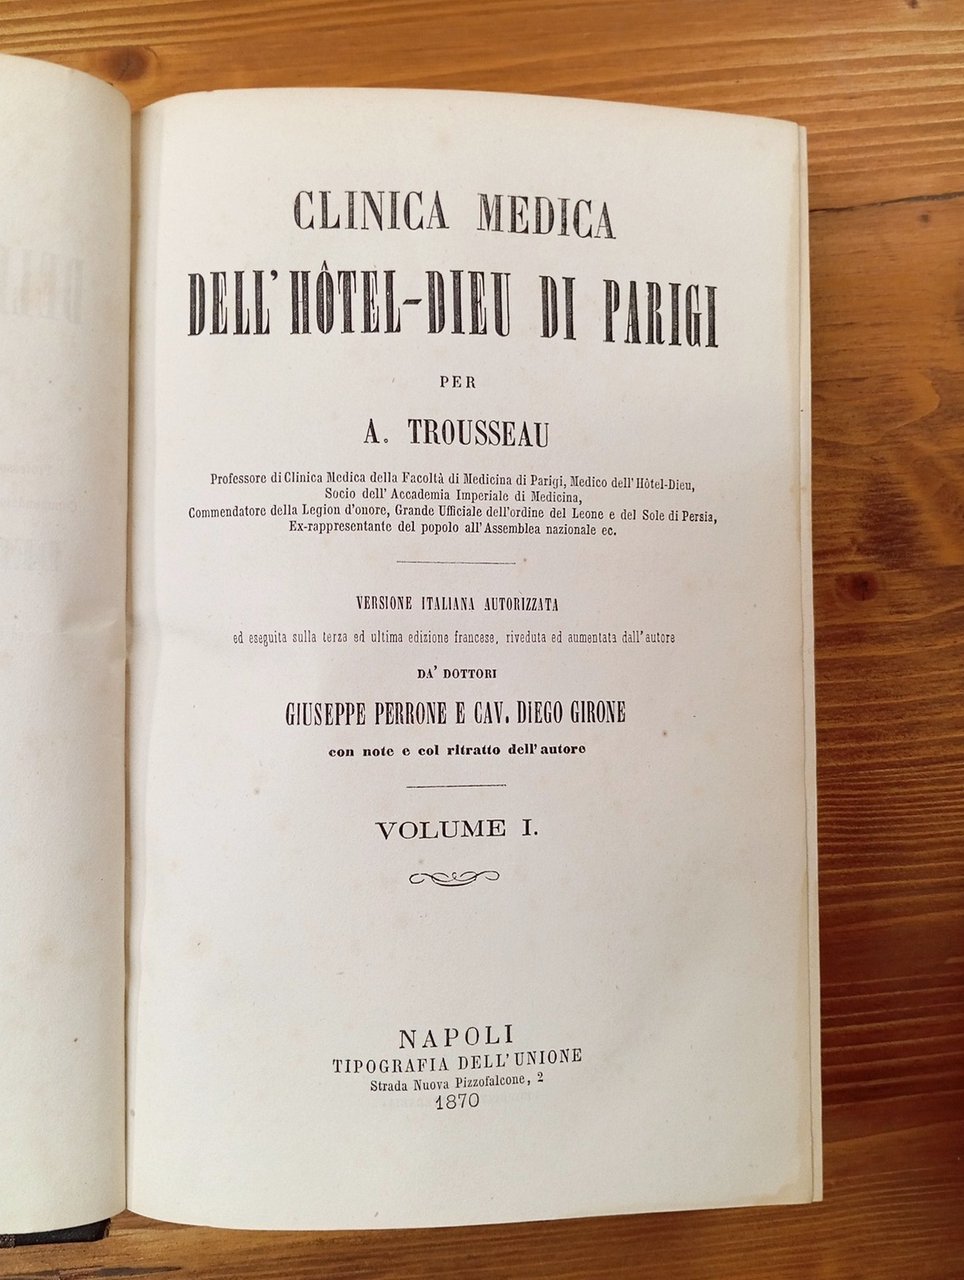 CLINICA MEDICA
DELL'HÔTEL-DIEU DI PARIGI
PER
A. TROUSSEAU
Professore di Clinica Medica della Facoltà di Medicina di Parigi, Medico dell'Hôtel-Dieu,
Socio dell' Accademia Imperiale di Medicina,
Commendatore della Legion d'onore, Grande Ufficiale dell'ordine del Leone e del Sole di Persia,
Ex-rappresentante del popolo all'Assemblea nazionale ec.
VERSIONE ITALIANA AUTORIZZATA
ed eseguita sulla terza ed ultima edizione francese, riveduta ed aumentata dall'autore
DA' DOTTORI
GIUSEPPE PERRONE E CAV. DIEGO GIRONE
con note e col ritratto dell'autore
VOLUME I.
NAPOLI
TIPOGRAFIA DELL'UNIONE
Strada Nuova Pizzofalcone, 2
1870